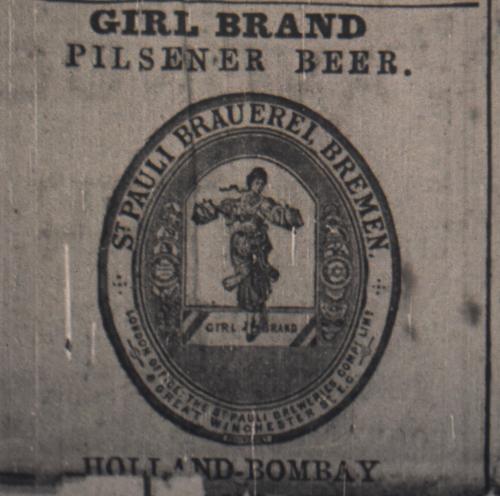 GIRL BRAND
PILSENER BEER.
ST PAULI BRAUEREI, BREMEN.
GIRL BRAND
LONDON OFFICE, THE ST PAULI BREWERIES COMPY LIMD
8 GREAT WINCHESTER ST E.C.
HOLLAND-BOMBAY